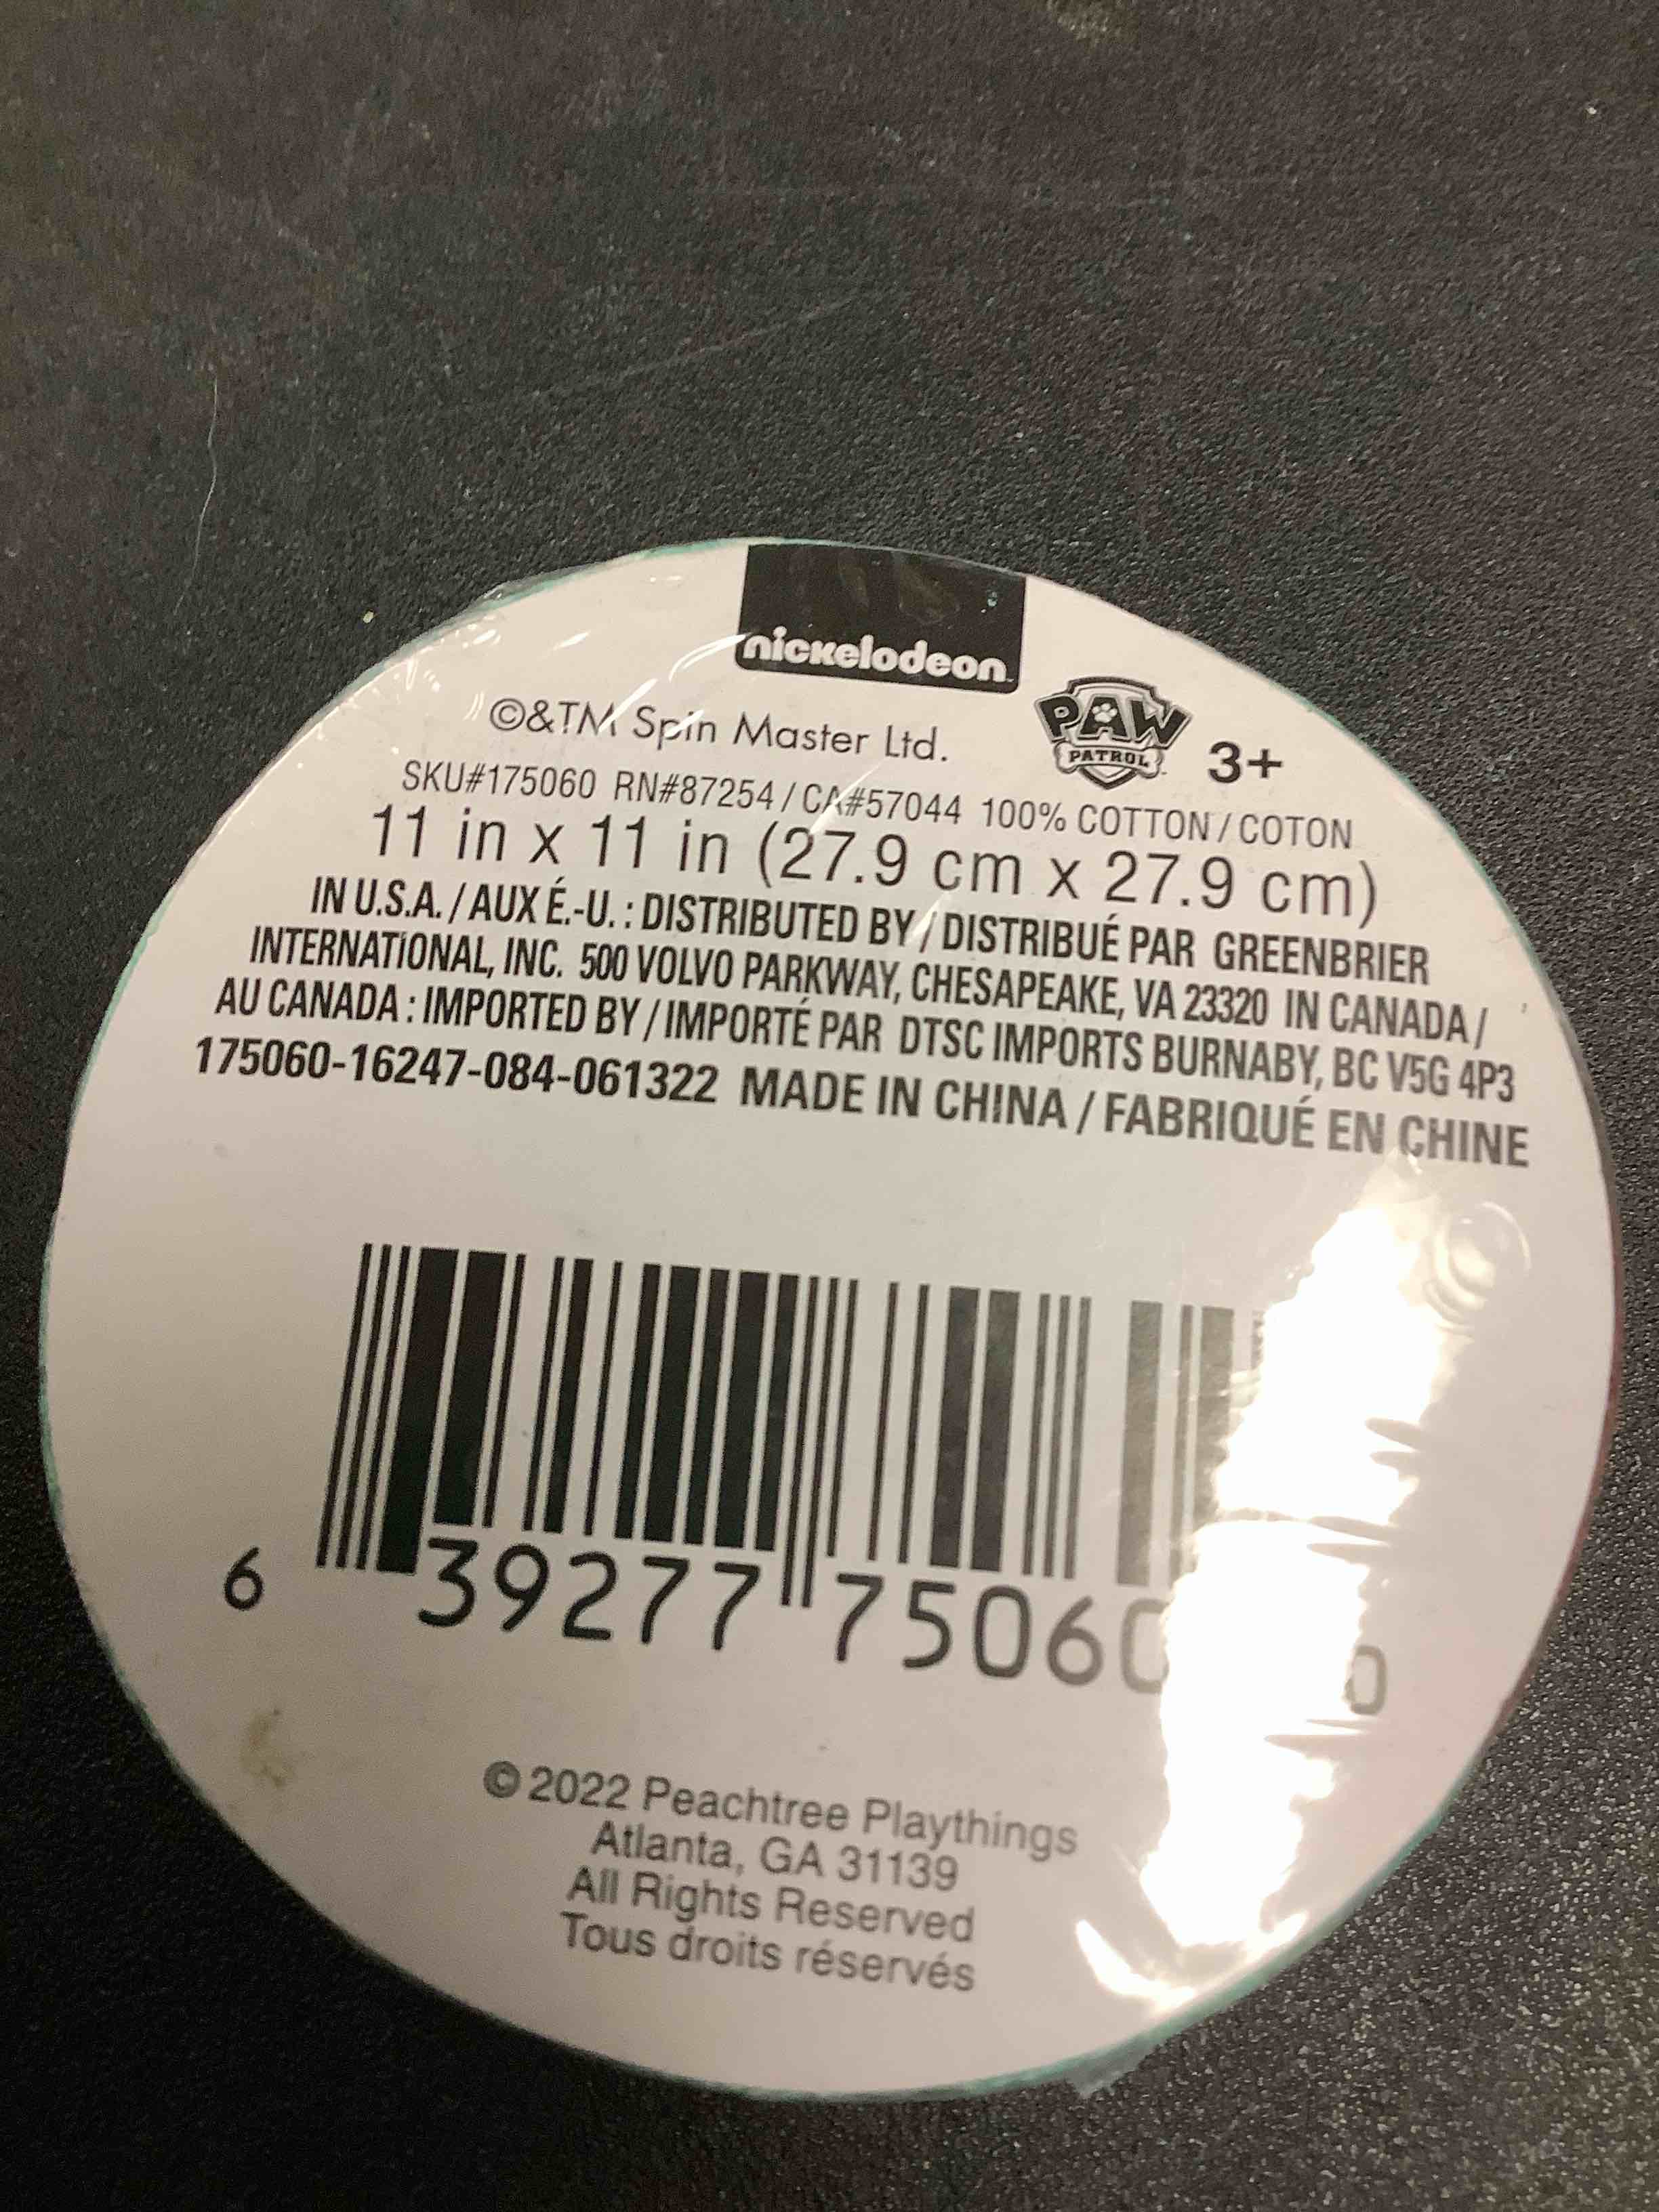 nickelodeon
©&TM Spin Master Ltd.
PAW
PATROL
3+
SKU#175060 RN#87254 / CA#57044 100% COTTON / COTON
11 in x 11 in (27.9 cm x 27.9 cm)
IN U.S.A. / AUX É.-U. : DISTRIBUTED BY / DISTRIBUÉ PAR GREENBRIER
INTERNATIONAL, INC. 500 VOLVO PARKWAY, CHESAPEAKE, VA 23320 IN CANADA /
AU CANADA : IMPORTED BY / IMPORTÉ PAR DTSC IMPORTS BURNABY, BC V5G 4P3
175060-16247-084-061322 MADE IN CHINA / FABRIQUÉ EN CHINE
6 39277 75060 0
© 2022 Peachtree Playthings
Atlanta, GA 31139
All Rights Reserved
Tous droits réservés